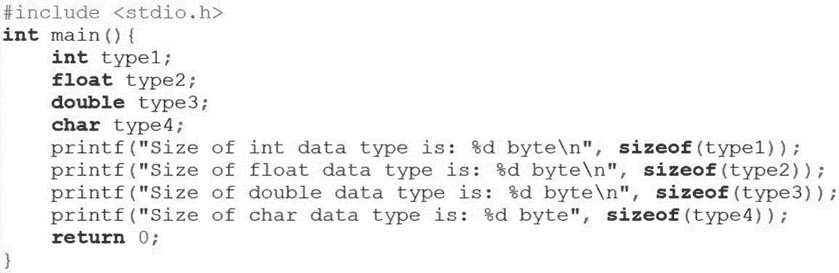 #include <stdio.h>
int main(){
    int type1;
    float type2;
    double type3;
    char type4;
    printf("Size of int data type is: %d byte\n", sizeof(type1));
    printf("Size of float data type is: %d byte\n", sizeof(type2));
    printf("Size of double data type is: %d byte\n", sizeof(type3));
    printf("Size of char data type is: %d byte", sizeof(type4));
    return 0;
}